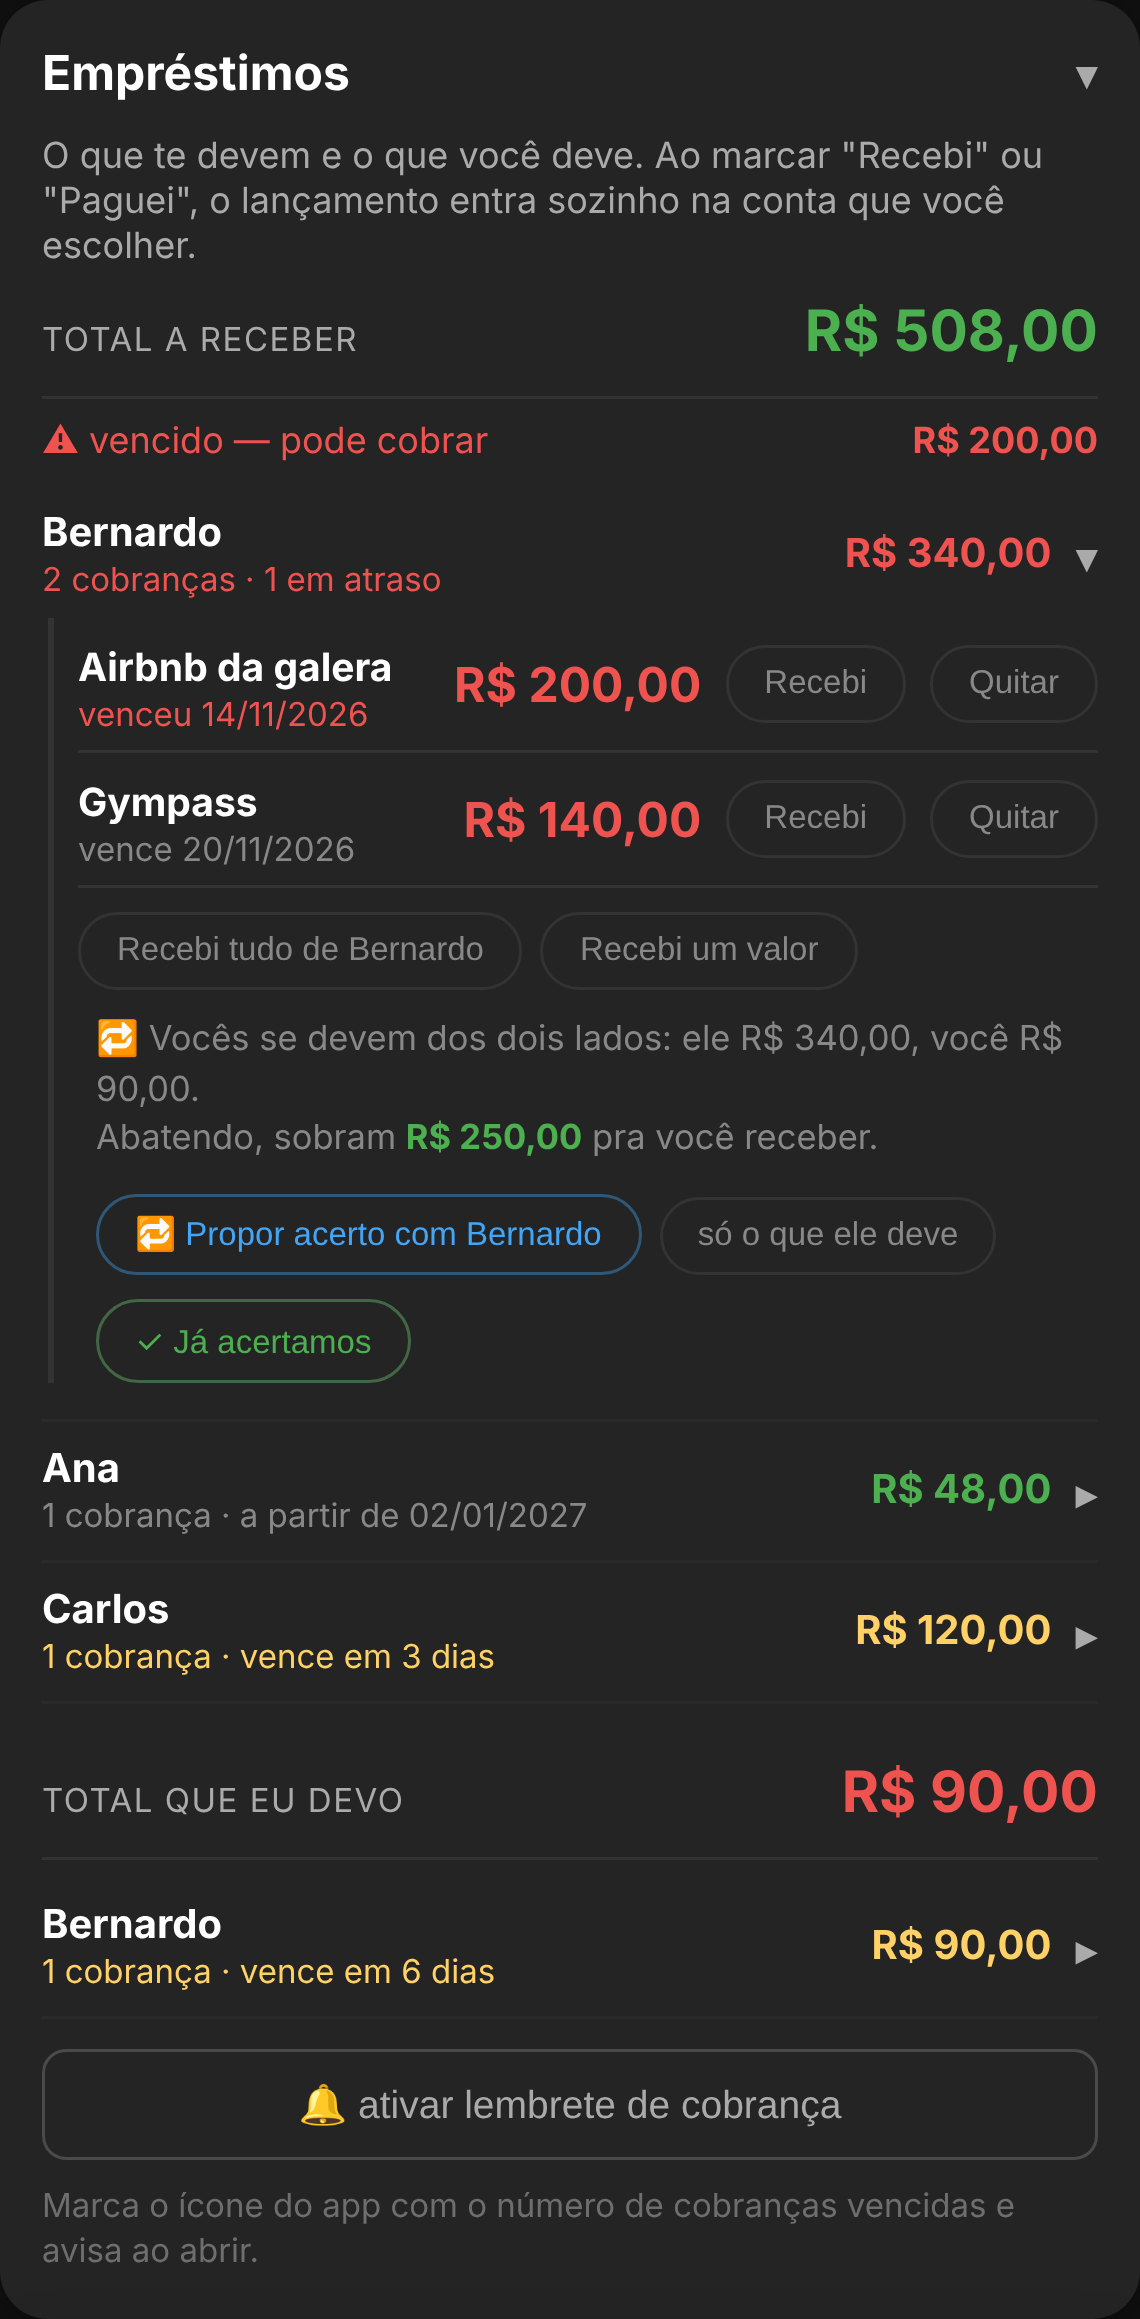 Empréstimos ▼
O que te devem e o que você deve. Ao marcar "Recebi" ou
"Paguei", o lançamento entra sozinho na conta que você
escolher.
TOTAL A RECEBER R$ 508,00
⚠ vencido — pode cobrar R$ 200,00
Bernardo
R$ 340,00 ▼
2 cobranças · 1 em atraso
Airbnb da galera
R$ 200,00 Recebi Quitar
venceu 14/11/2026
Gympass
R$ 140,00 Recebi Quitar
vence 20/11/2026
Recebi tudo de Bernardo Recebi um valor
🔁 Vocês se devem dos dois lados: ele R$ 340,00, você R$
90,00.
Abatendo, sobram R$ 250,00 pra você receber.
🔁 Propor acerto com Bernardo só o que ele deve
✓ Já acertamos
Ana
R$ 48,00 ▶
1 cobrança · a partir de 02/01/2027
Carlos
R$ 120,00 ▶
1 cobrança · vence em 3 dias
TOTAL QUE EU DEVO R$ 90,00
Bernardo
R$ 90,00 ▶
1 cobrança · vence em 6 dias
🔔 ativar lembrete de cobrança
Marca o ícone do app com o número de cobranças vencidas e
avisa ao abrir.